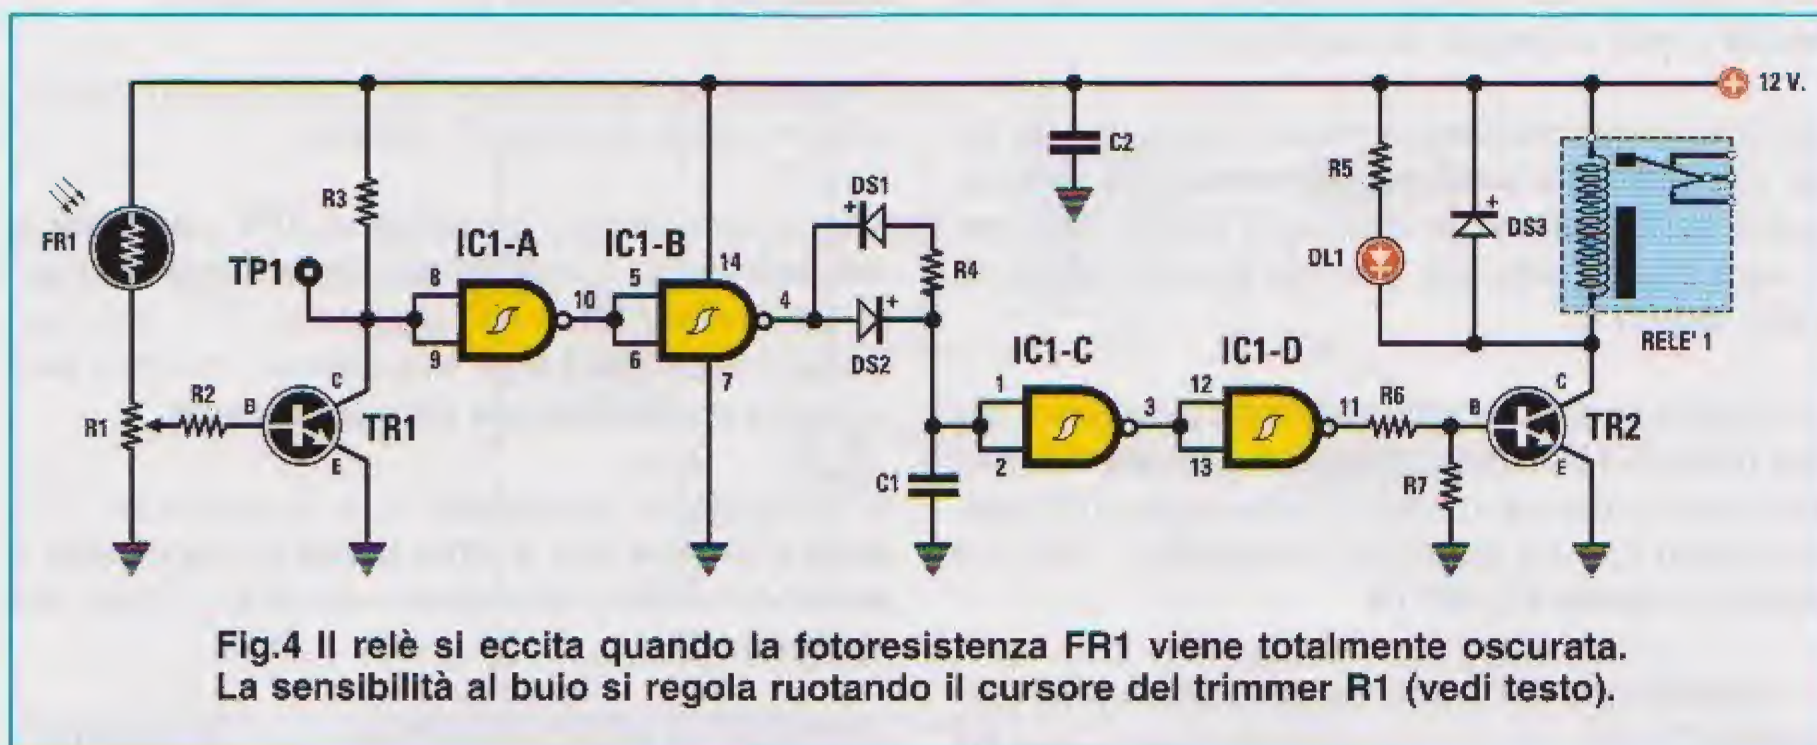 12 V.
C2
R5
R3
DS1
FR1
DS3
TP1
IC1-A
IC1-B
14
R4
DL1
8
5
10
4
9
6
DS2
RELE' 1
7
IC1-C
IC1-D
C
R2
1
12
C
B
3
11
R6
B
R1
TR1
TR2
2
13
E
E
C1
R7
Fig.4 Il relè si eccita quando la fotoresistenza FR1 viene totalmente oscurata.
La sensibilità al buio si regola ruotando il cursore del trimmer R1 (vedi testo).